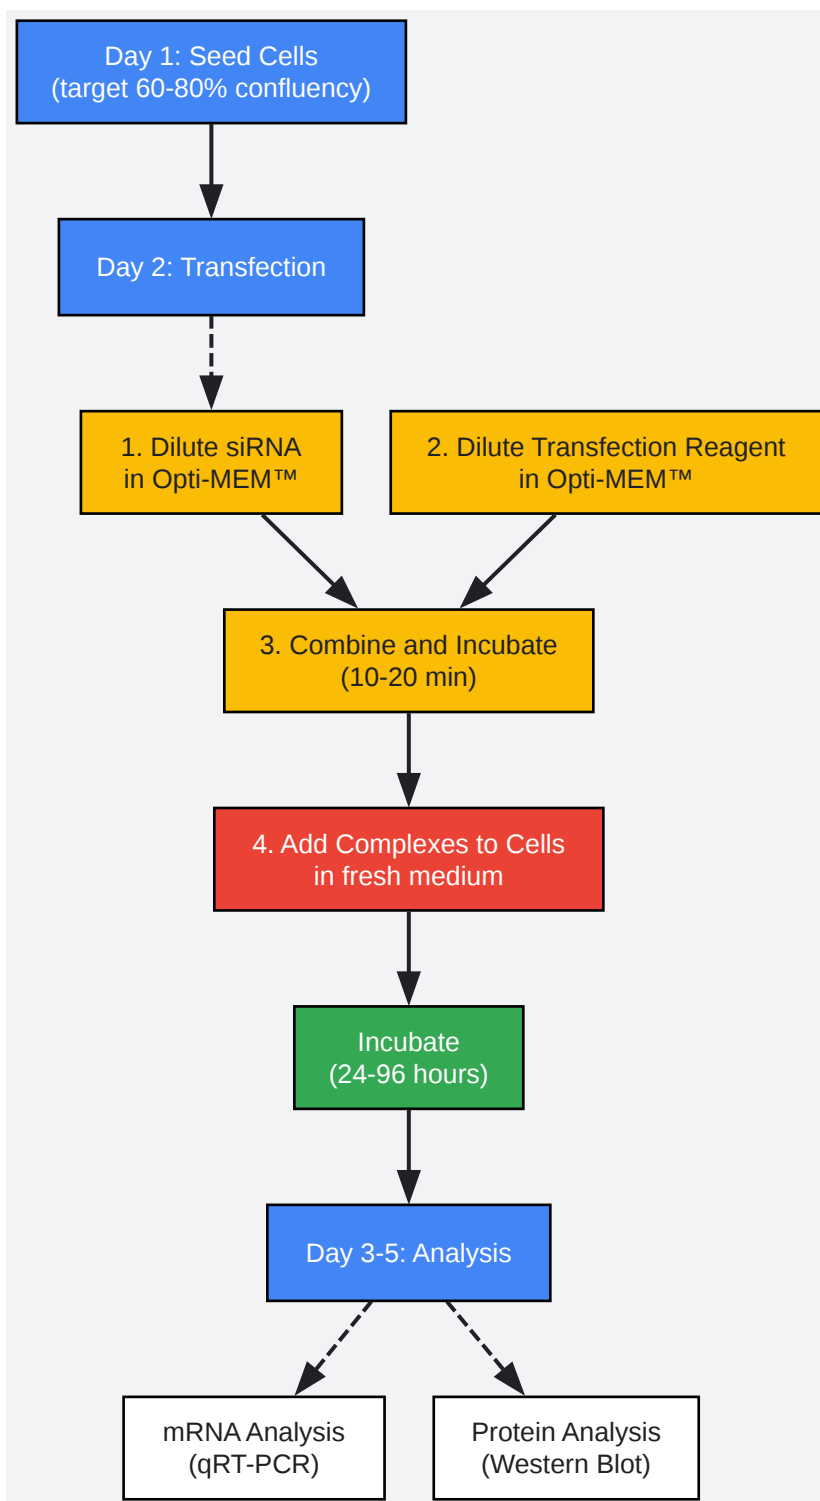 Day 1: Seed Cells
(target 60-80% confluency)
Day 2: Transfection
1. Dilute siRNA
in Opti-MEM™
2. Dilute Transfection Reagent
in Opti-MEM™
3. Combine and Incubate
(10-20 min)
4. Add Complexes to Cells
in fresh medium
Incubate
(24-96 hours)
Day 3-5: Analysis
mRNA Analysis
(qRT-PCR)
Protein Analysis
(Western Blot)